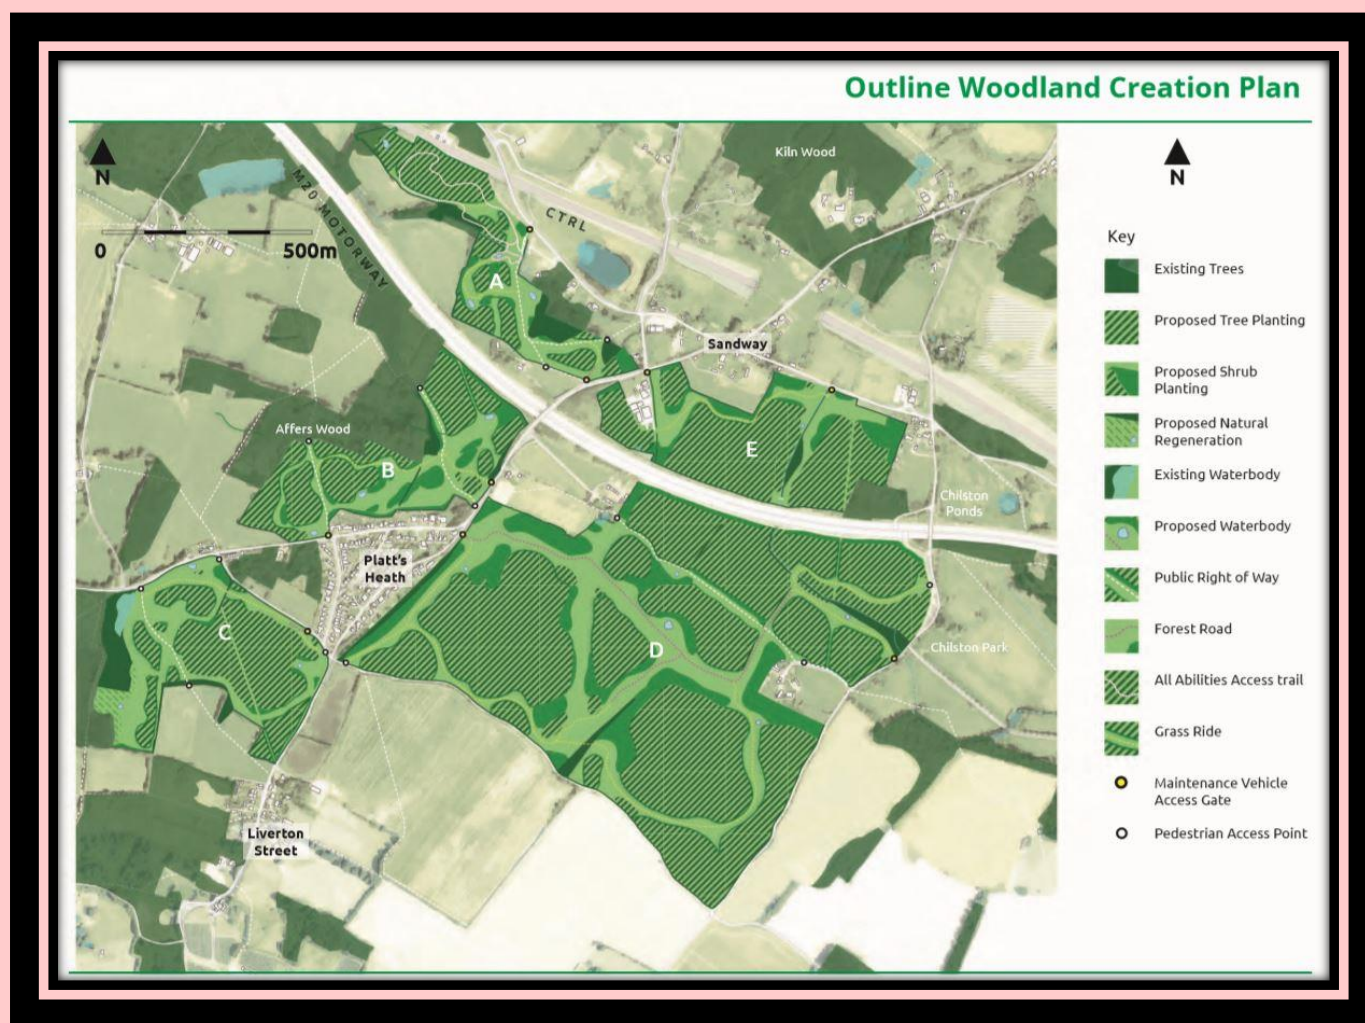 Outline Woodland Creation Plan
N
0
500m
M20 MOTORWAY
CTRL
Kiln Wood
A
Sandway
Affers Wood
B
E
Chilston
Ponds
Platt's
Heath
C
D
Chilston Park
Liverton
Street
N
Key
Existing Trees
Proposed Tree Planting
Proposed Shrub
Planting
Proposed Natural
Regeneration
Existing Waterbody
Proposed Waterbody
Public Right of Way
Forest Road
All Abilities Access trail
Grass Ride
Maintenance Vehicle
Access Gate
Pedestrian Access Point